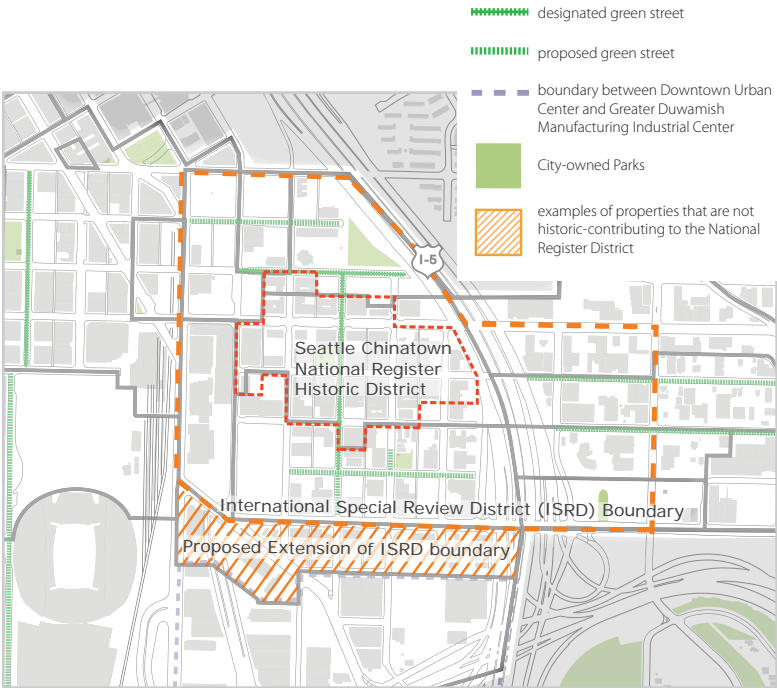 designated green street
proposed green street
boundary between Downtown Urban
Center and Greater Duwamish
Manufacturing Industrial Center
City-owned Parks
examples of properties that are not
historic-contributing to the National
Register District
I-5
Seattle Chinatown
National Register
Historic District
International Special Review District (ISRD) Boundary
Proposed Extension of ISRD boundary